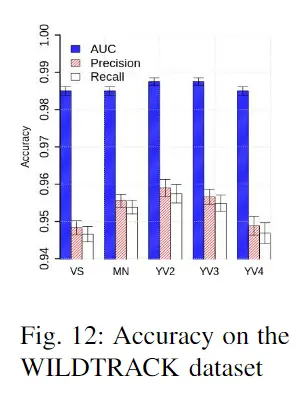 1.00
AUC
Precision
Recall
0.99
0.98
0.97
0.96
0.95
0.94
Accuracy
VS MN YV2 YV3 YV4
Fig. 12: Accuracy on the
WILDTRACK dataset